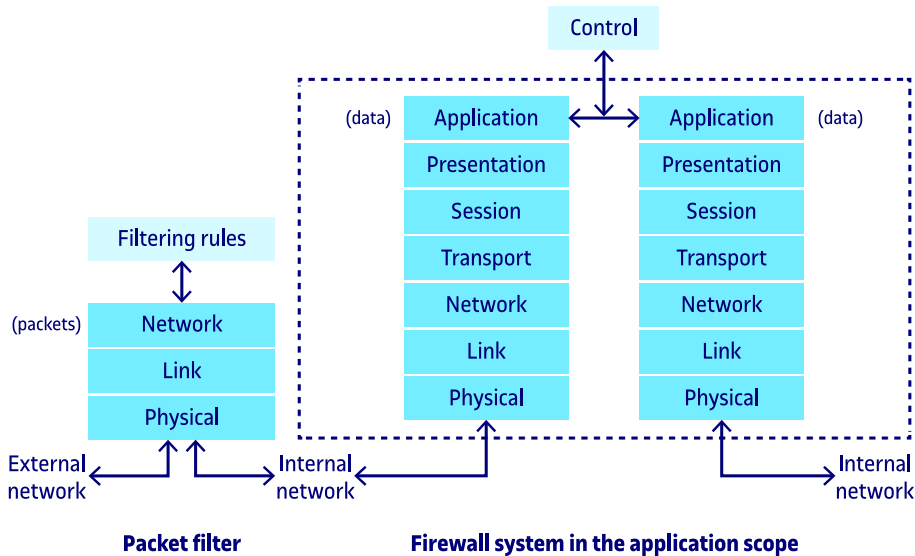 Control
(data)
Application
Application
(data)
Presentation
Presentation
Session
Session
Filtering rules
Transport
Transport
(packets)
Network
Network
Network
Link
Link
Link
Physical
Physical
Physical
External
network
Internal
network
Internal
network
Packet filter
Firewall system in the application scope